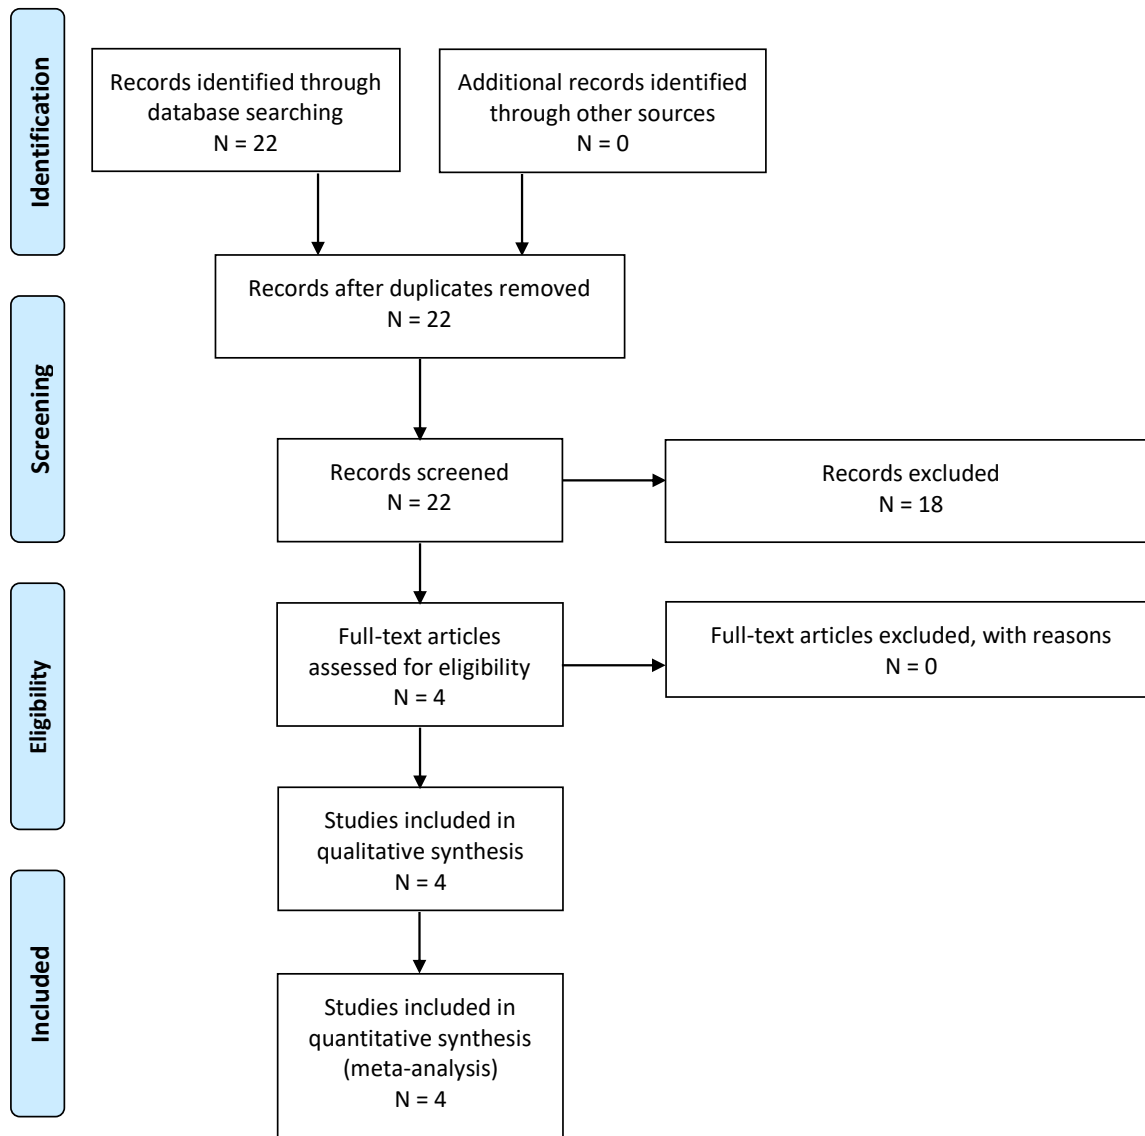 Identification
Records identified through
database searching
N = 22
Additional records identified
through other sources
N = 0
Records after duplicates removed
N = 22
Screening
Records screened
N = 22
Records excluded
N = 18
Eligibility
Full-text articles
assessed for eligibility
N = 4
Full-text articles excluded, with reasons
N = 0
Studies included in
qualitative synthesis
N = 4
Included
Studies included in
quantitative synthesis
(meta-analysis)
N = 4